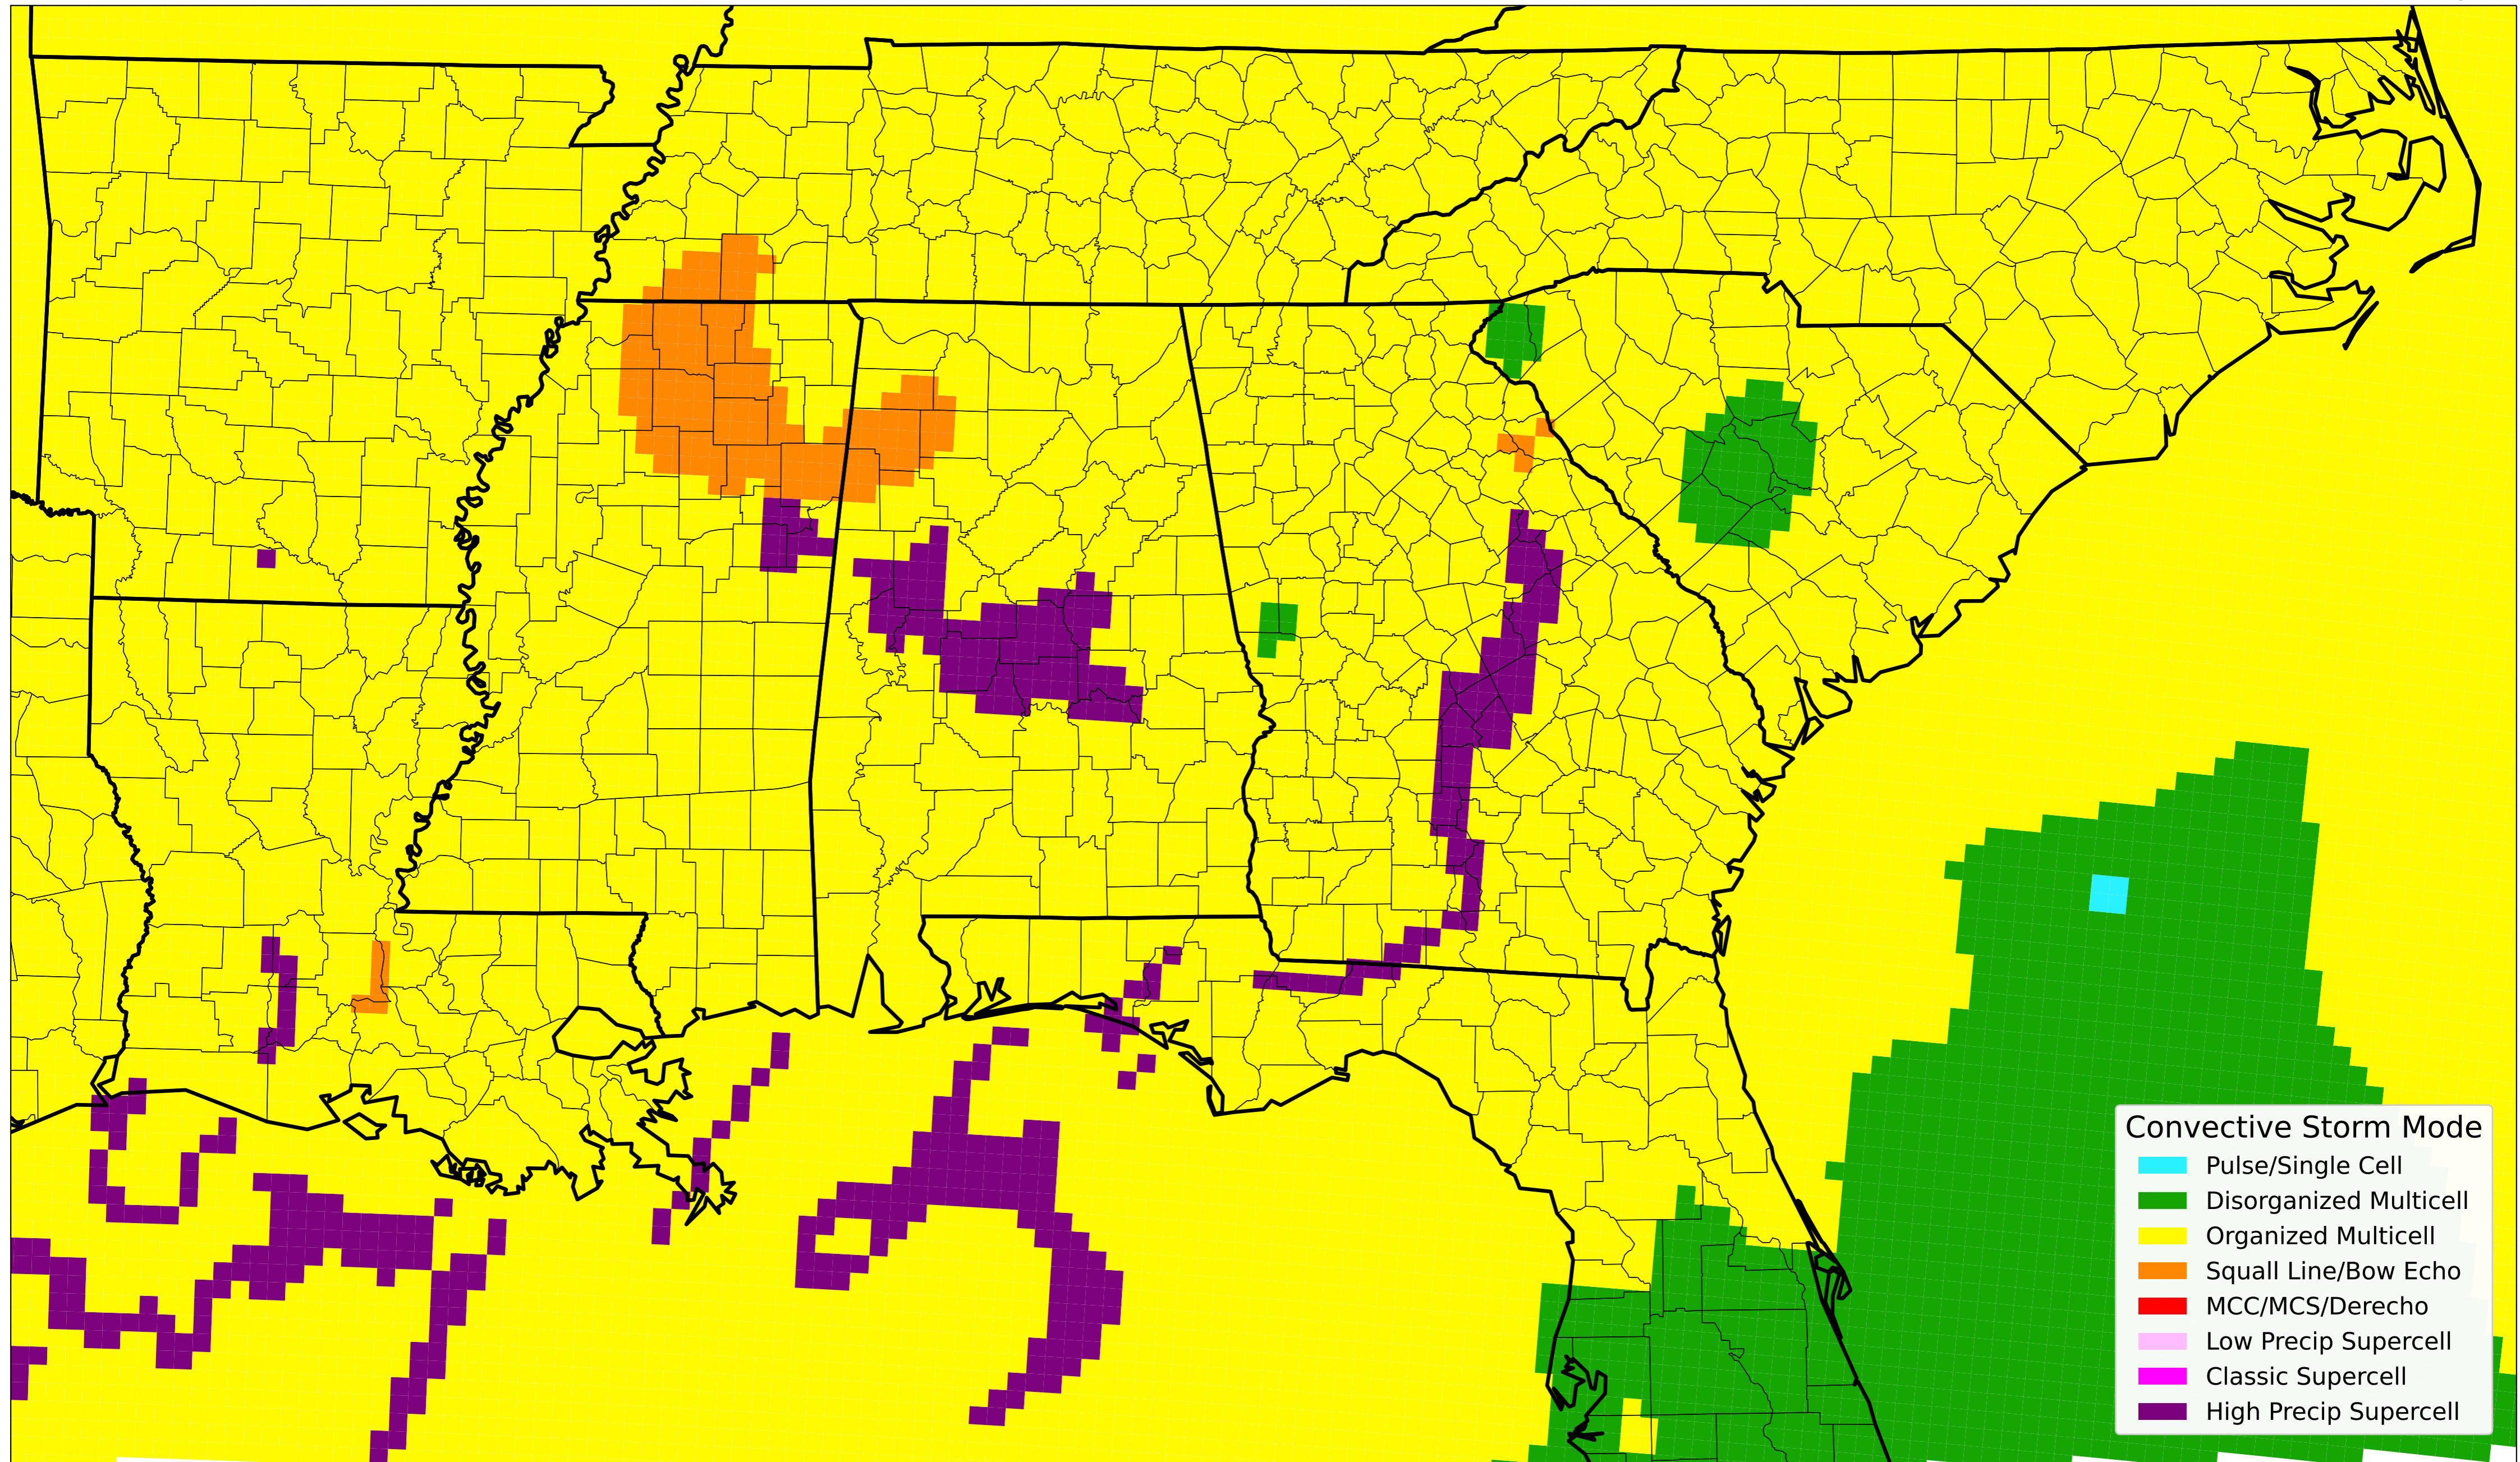 Convective Storm Mode
Pulse/Single Cell
Disorganized Multicell
Organized Multicell
Squall Line/Bow Echo
MCC/MCS/Derecho
Low Precip Supercell
Classic Supercell
High Precip Supercell